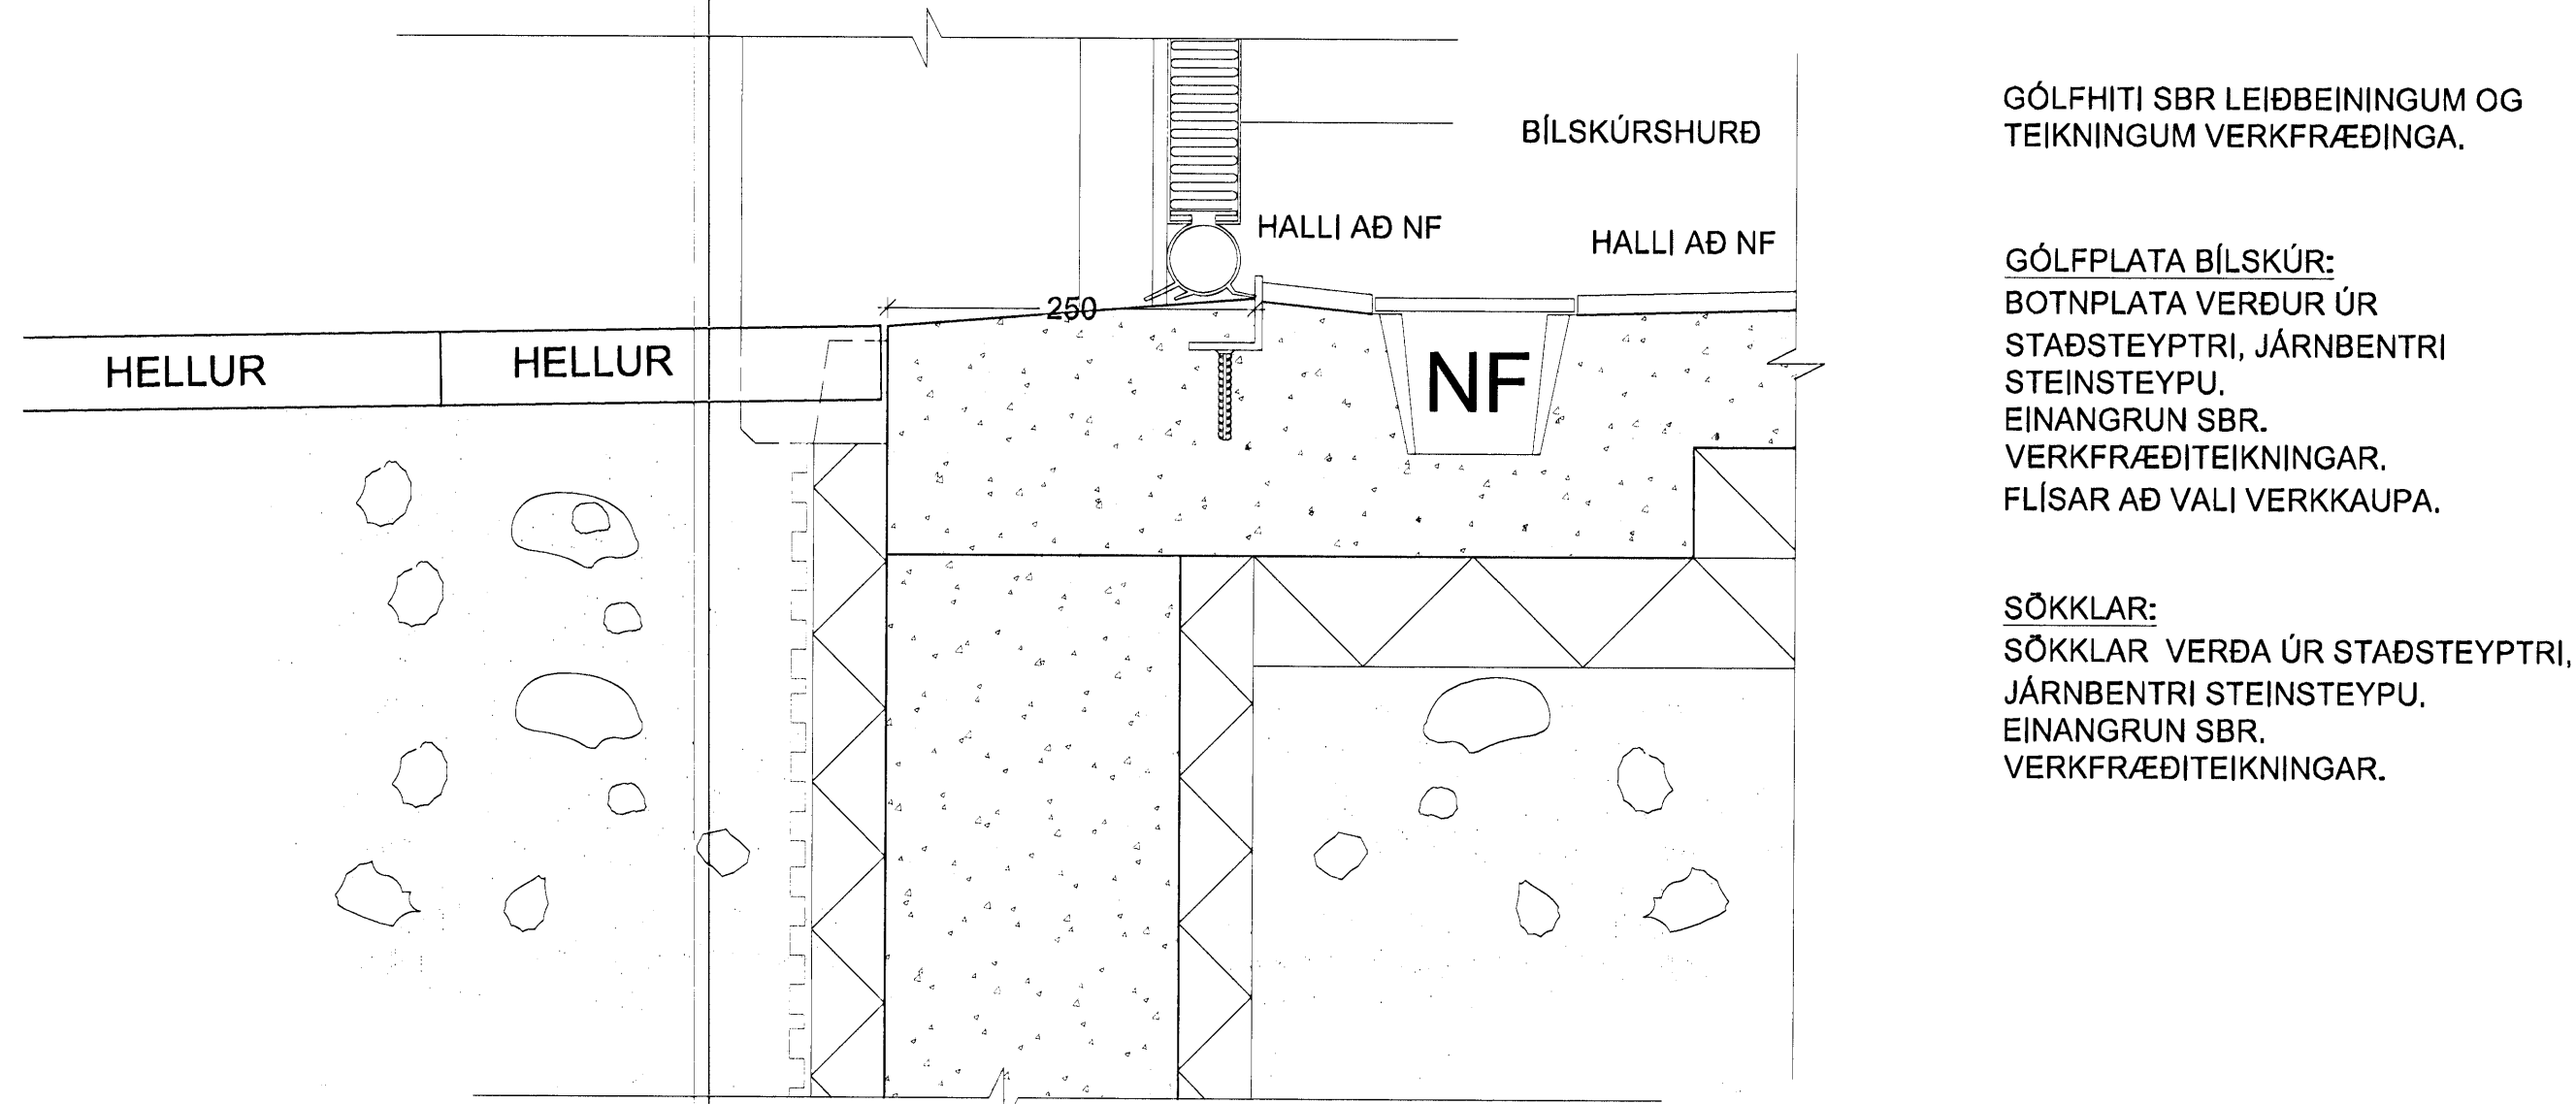 BÍLSKÚRSHURÐ
HALLI AÐ NF
HALLI AÐ NF
250
HELLUR
HELLUR
NF
GÓLFHITI SBR LEIÐBEININGUM OG
TEIKNINGUM VERKFRÆÐINGA.
GÓLFPLATA BÍLSKÚR:
BOTNPLATA VERÐUR ÚR
STAÐSTEYPTRI, JÁRNBENTRI
STEINSTEYPU.
EINANGRUN SBR.
VERKFRÆÐITEIKNINGAR.
FLÍSAR AÐ VALI VERKKAUPA.
SÖKKLAR:
SÖKKLAR VERÐA ÚR STAÐSTEYPTRI,
JÁRNBENTRI STEINSTEYPU.
EINANGRUN SBR.
VERKFRÆÐITEIKNINGAR.